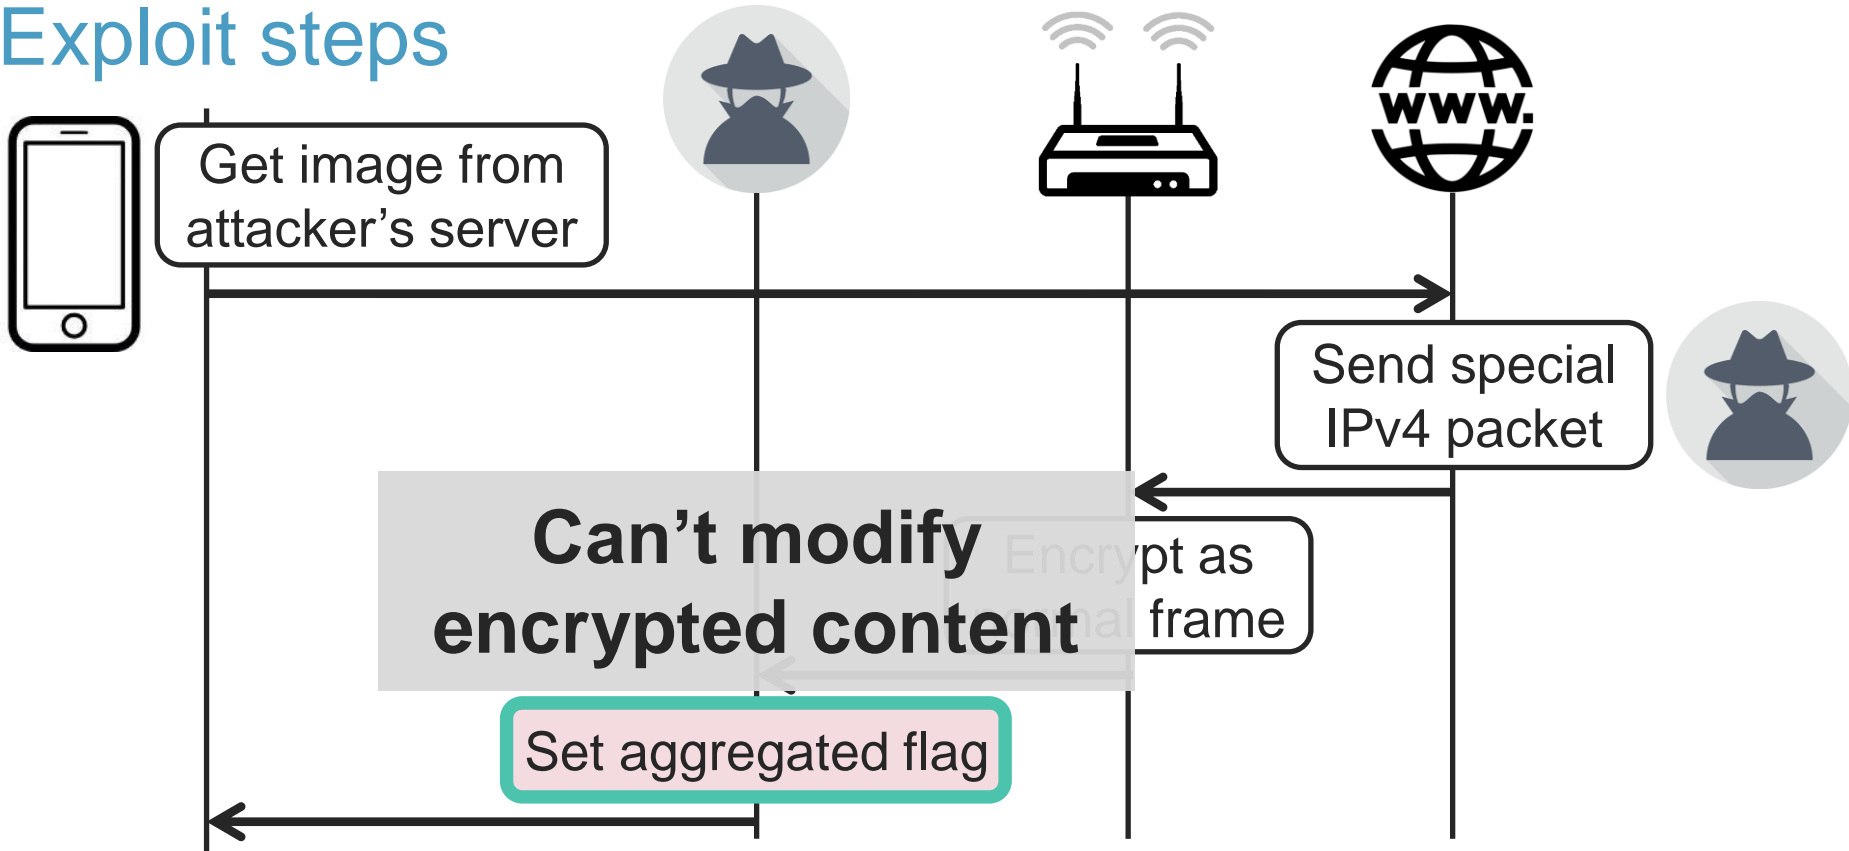 Exploit steps
www.
Get image from
attacker’s server
Send special
IPv4 packet
Can’t modify
encrypted content
Encrypt as
normal frame
Set aggregated flag